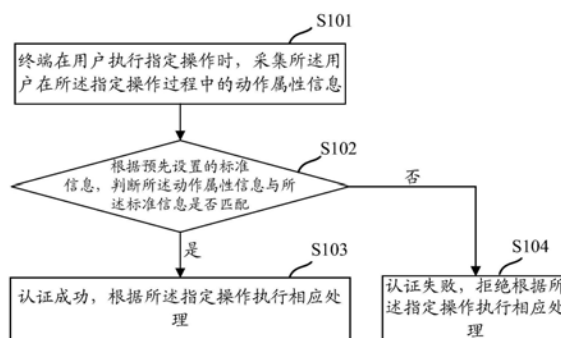 S101
终端在用户执行指定操作时，采集所述用
户在所述指定操作过程中的动作属性信息
S102
根据预先设置的标准
信息，判断所述动作属性信息与所
述标准信息是否匹配
否
是
S103
认证成功，根据所述指定操作执行相应处
理
S104
认证失败，拒绝根据所
述指定操作执行相应处
理